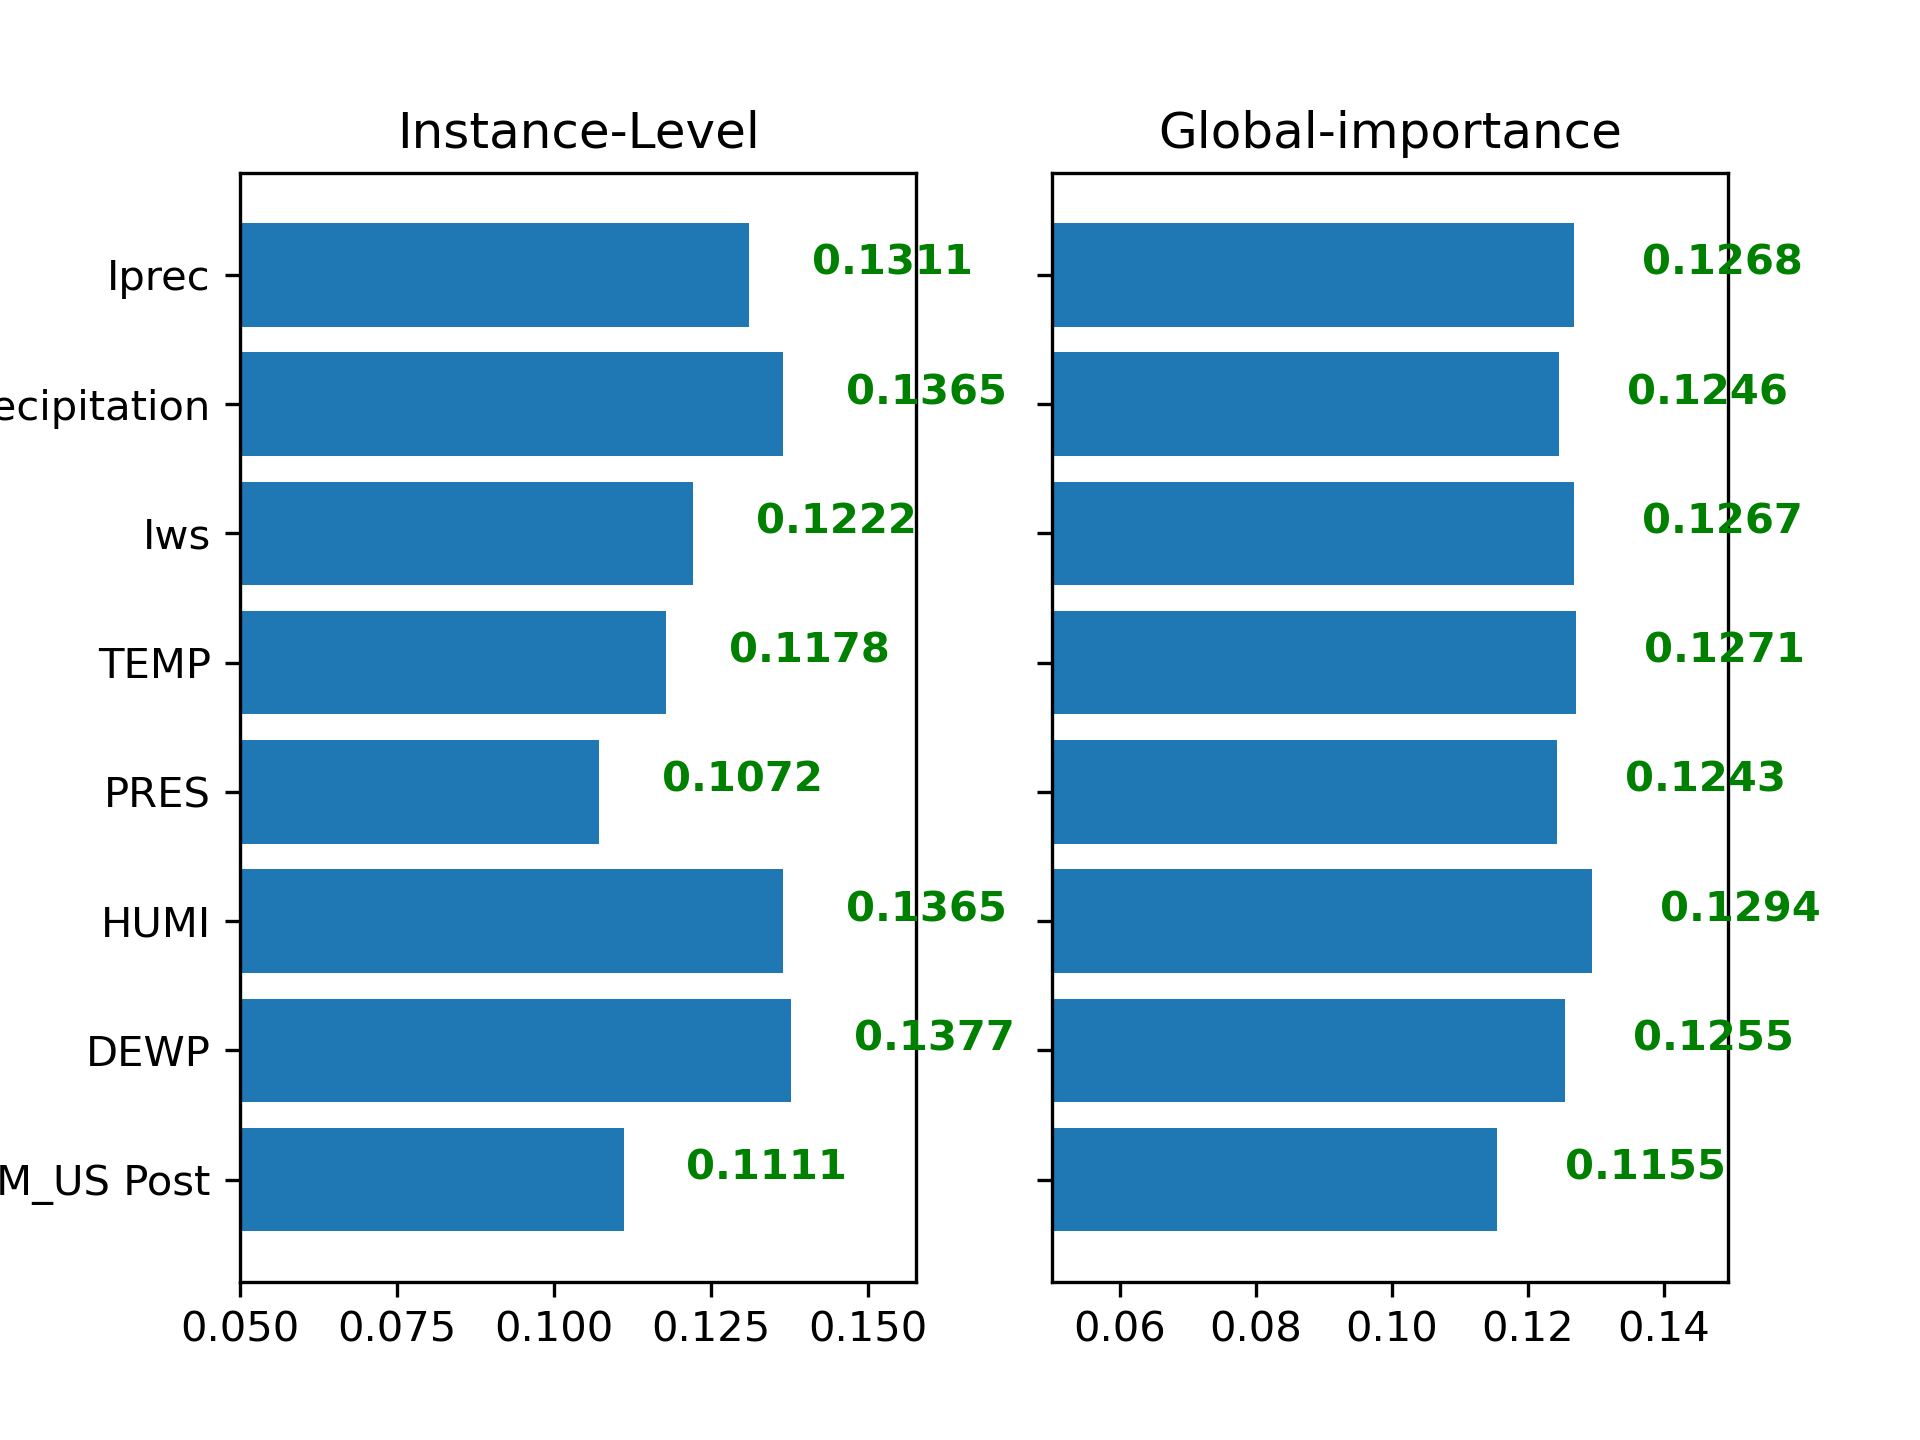 Instance-Level
Global-importance
Iprec
0.1311
0.1268
ecipitation
0.1365
0.1246
Iws
0.1222
0.1267
TEMP
0.1178
0.1271
PRES
0.1072
0.1243
HUMI
0.1365
0.1294
DEWP
0.1377
0.1255
M_US Post
0.1111
0.1155
0.050 0.075 0.100 0.125 0.150
0.06 0.08 0.10 0.12 0.14